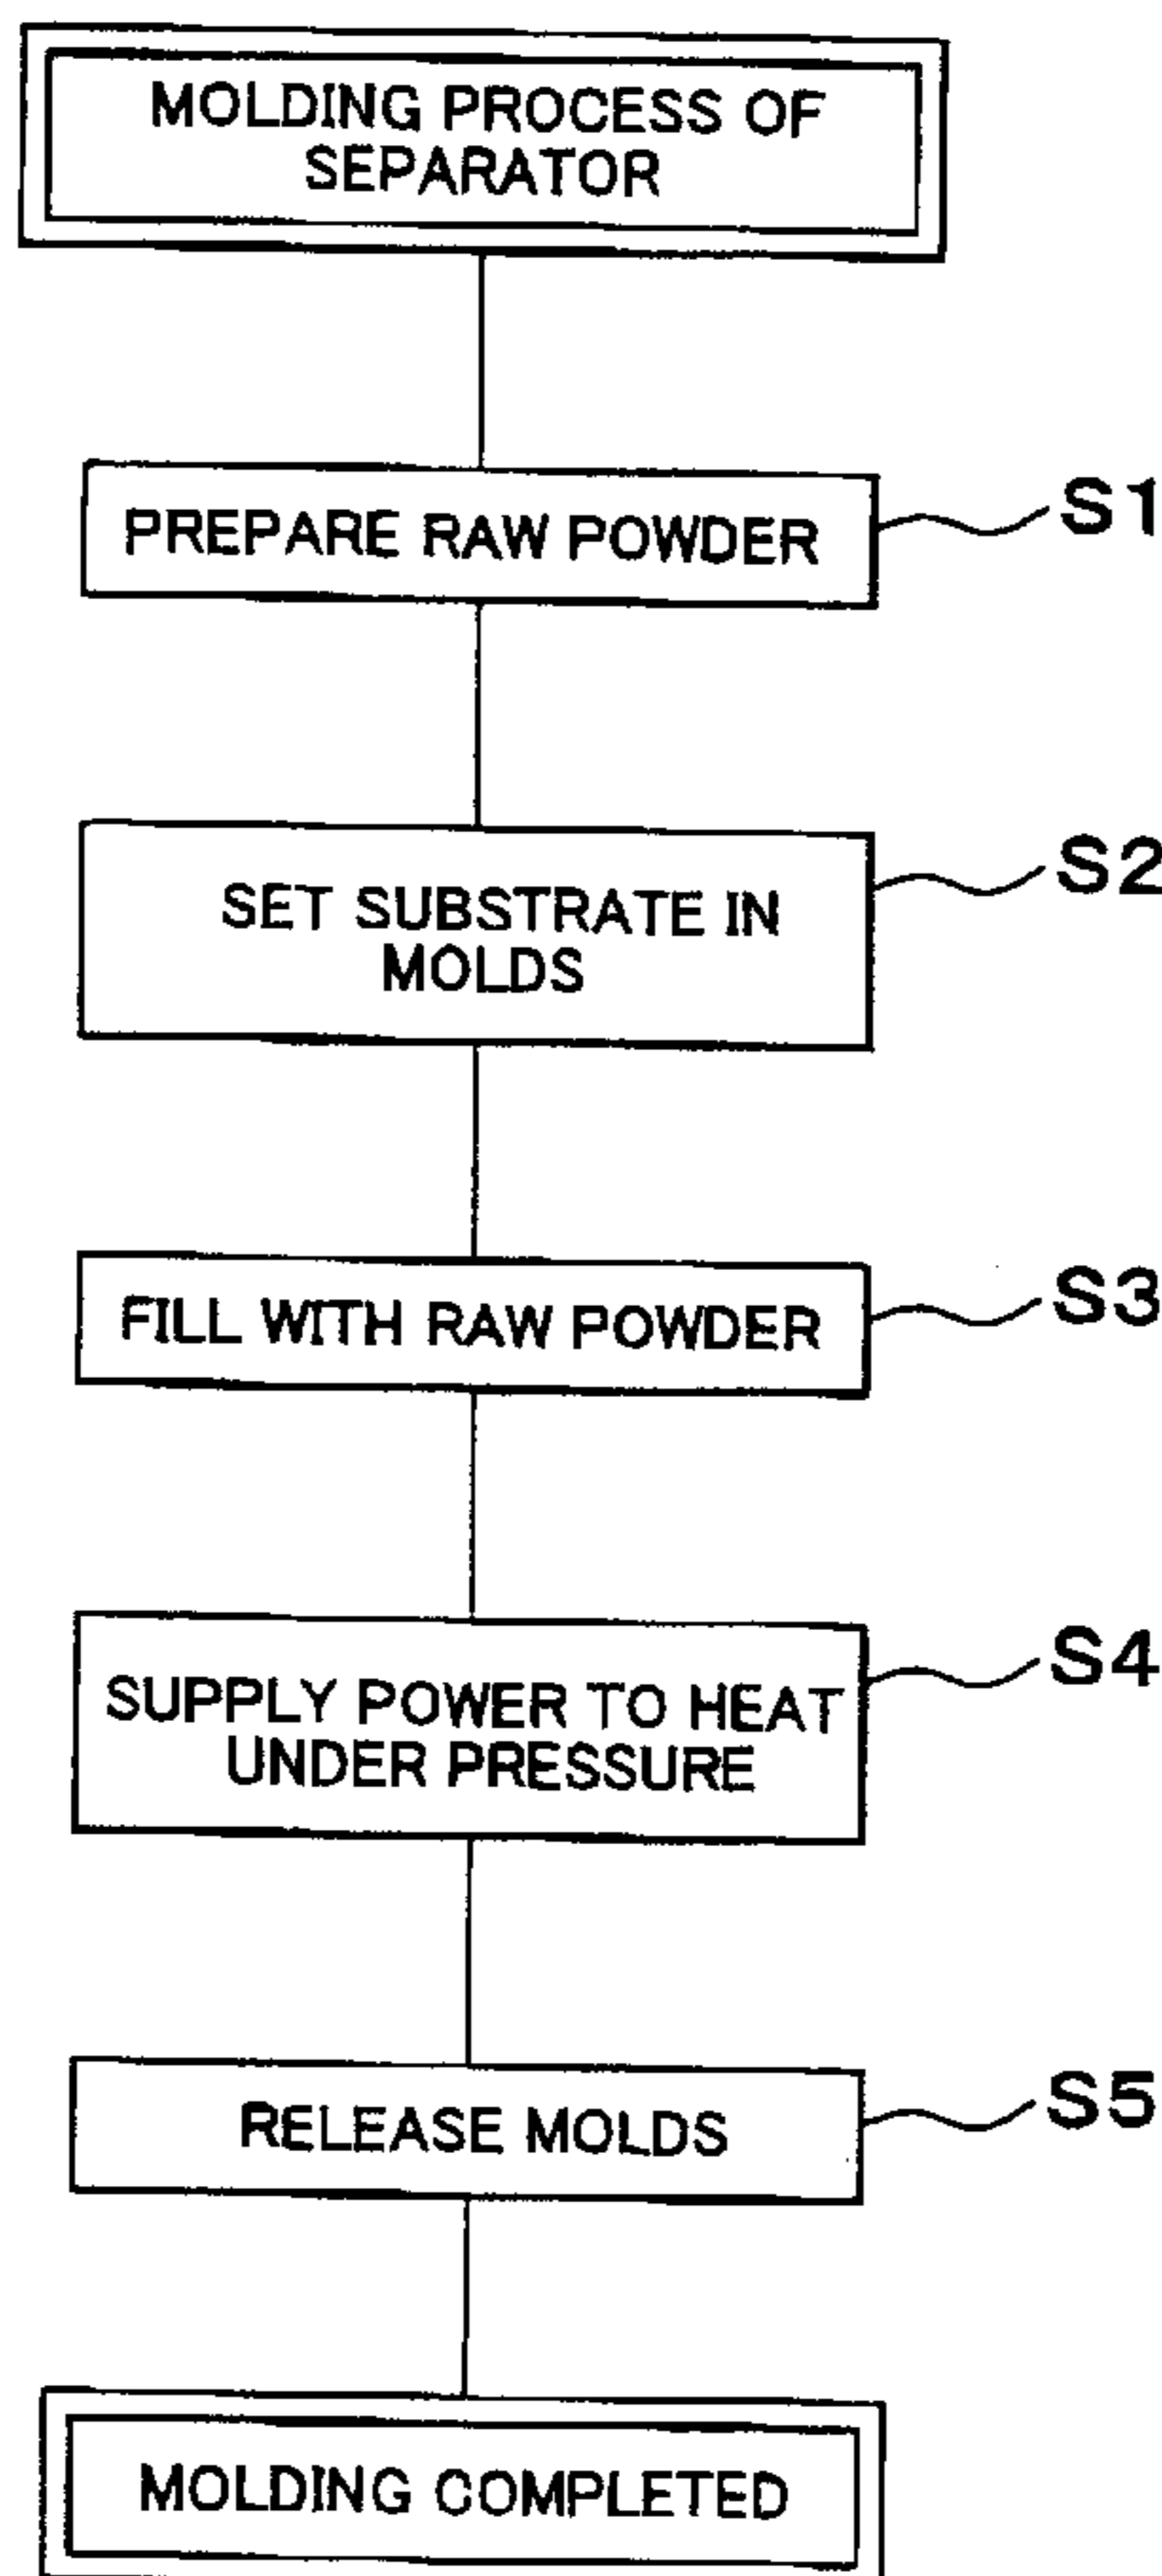 MOLDING PROCESS OF
SEPARATOR
PREPARE RAW POWDER
S1
SET SUBSTRATE IN
MOLDS
S2
FILL WITH RAW POWDER
S3
SUPPLY POWER TO HEAT
UNDER PRESSURE
S4
RELEASE MOLDS
S5
MOLDING COMPLETED